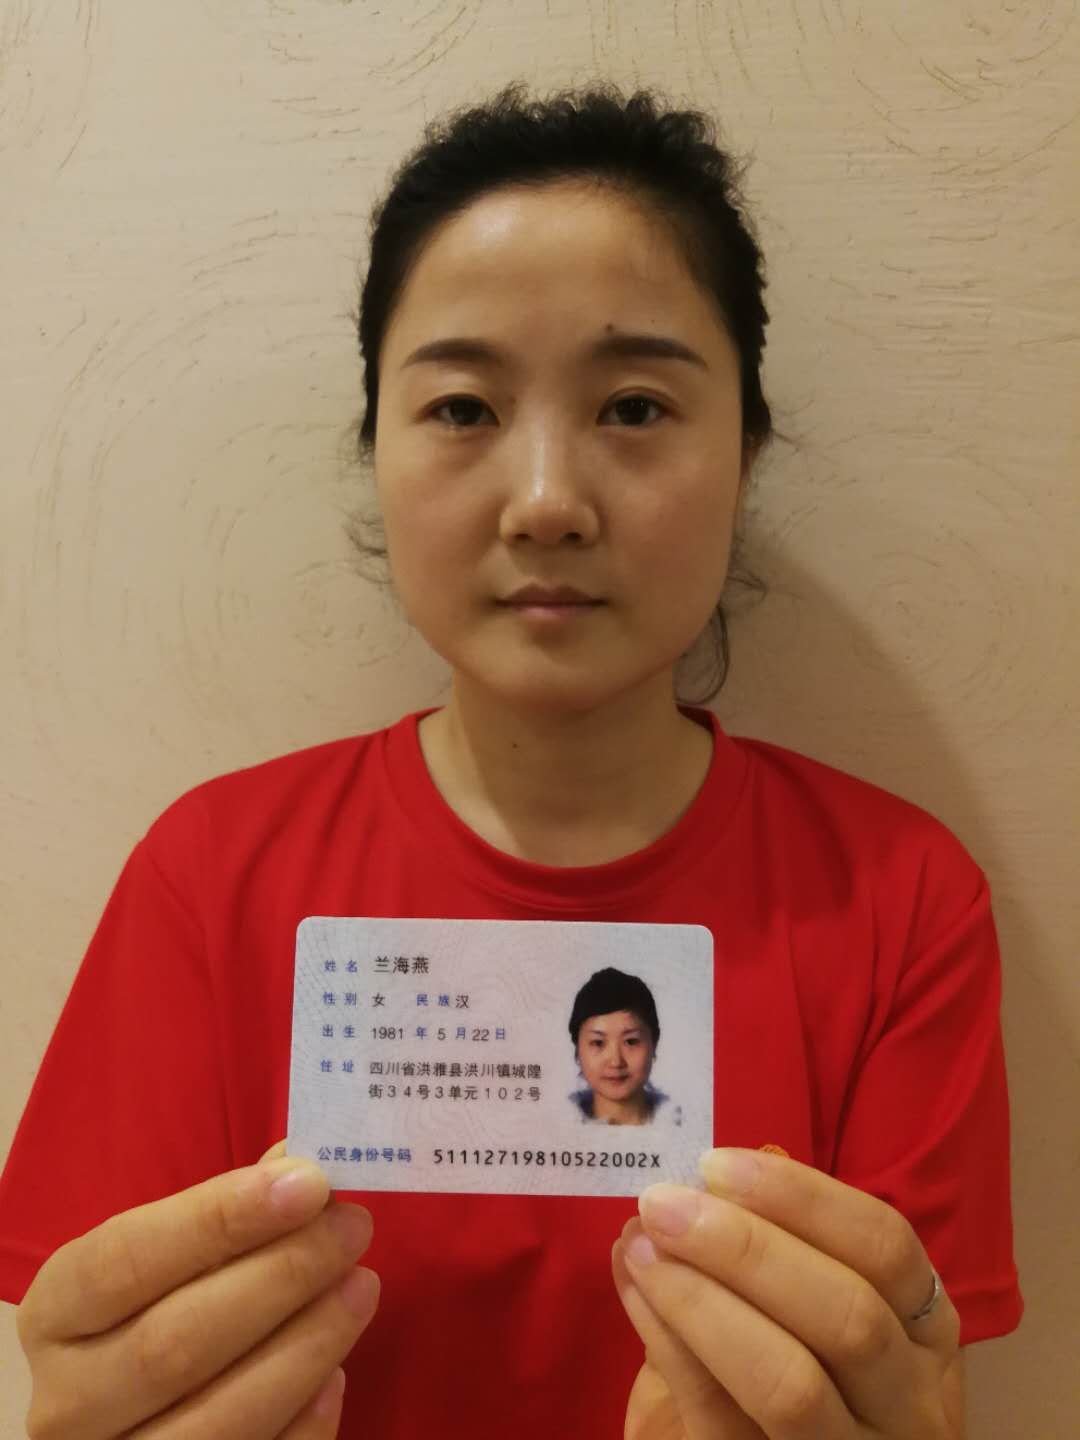 姓名 兰海燕
性别 女 民族 汉
出生 1981 年 5 月 22 日
住址 四川省洪雅县洪川镇城隍
街34号3单元102号
公民身份号码 51112719810522002X